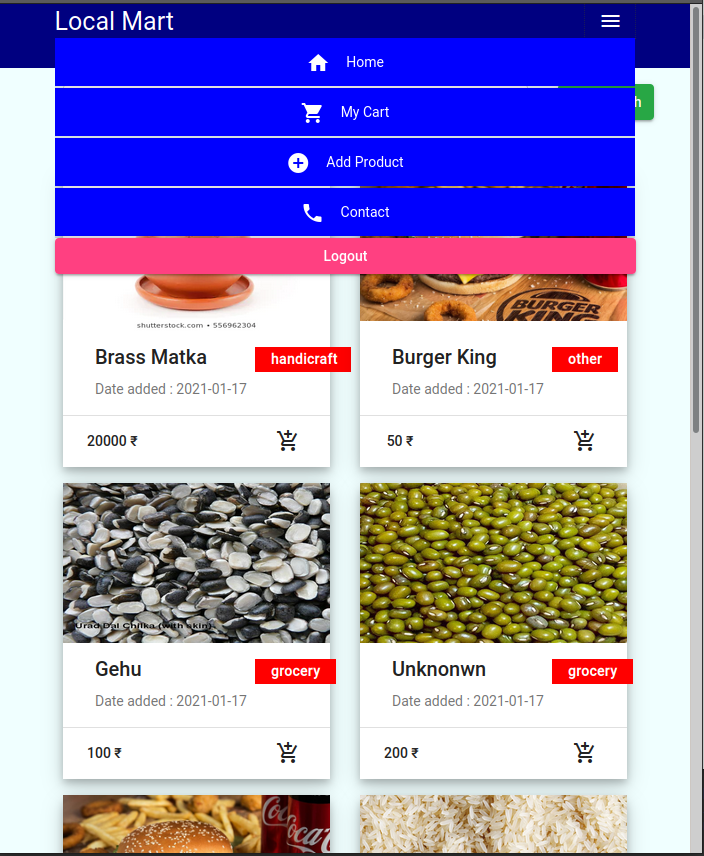 Local Mart
Home
h
My Cart
Add Product
Contact
Logout
shutterstock.com • 556962304
BURGER
KING
Brass Matka
handicraft
Date added : 2021-01-17
20000 ₹
Burger King
other
Date added : 2021-01-17
50 ₹
Urad Dal Chilka (with skin)
Gehu
grocery
Date added : 2021-01-17
100 ₹
Unknonwn
grocery
Date added : 2021-01-17
200 ₹
Coca
Coca